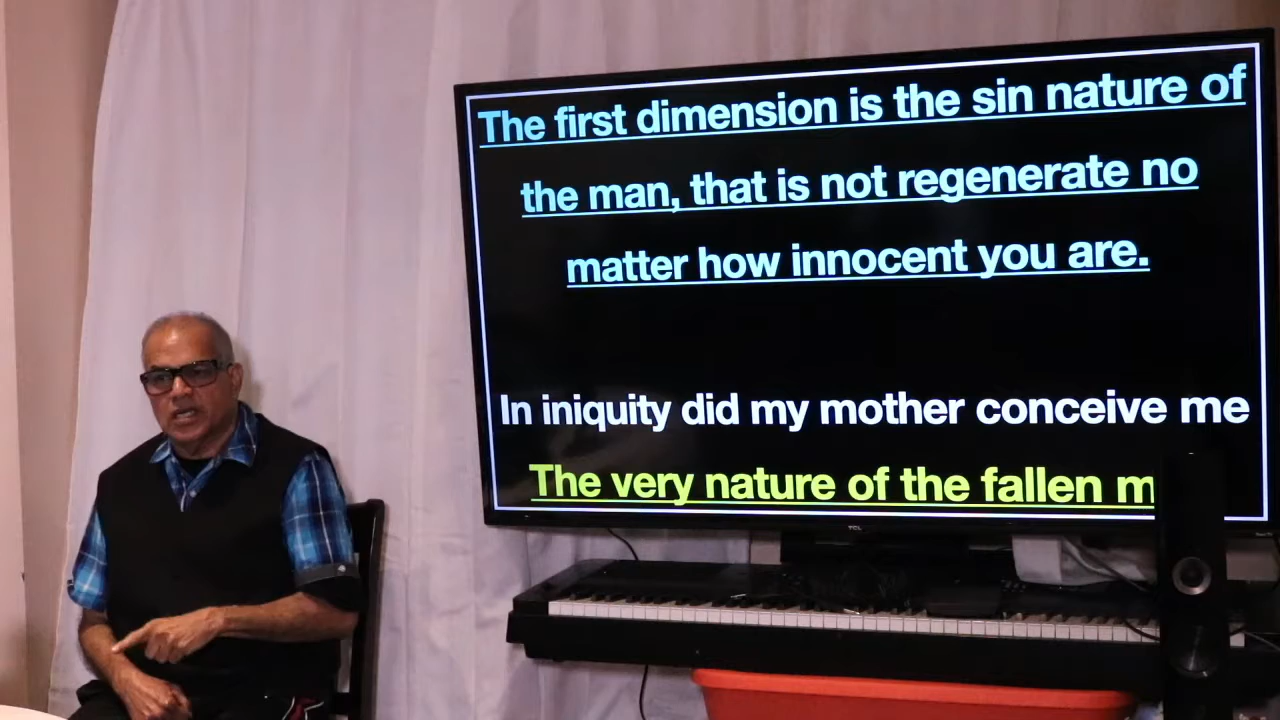 The first dimension is the sin nature of
the man, that is not regenerate no
matter how innocent you are.
In iniquity did my mother conceive me
The very nature of the fallen m
TCL